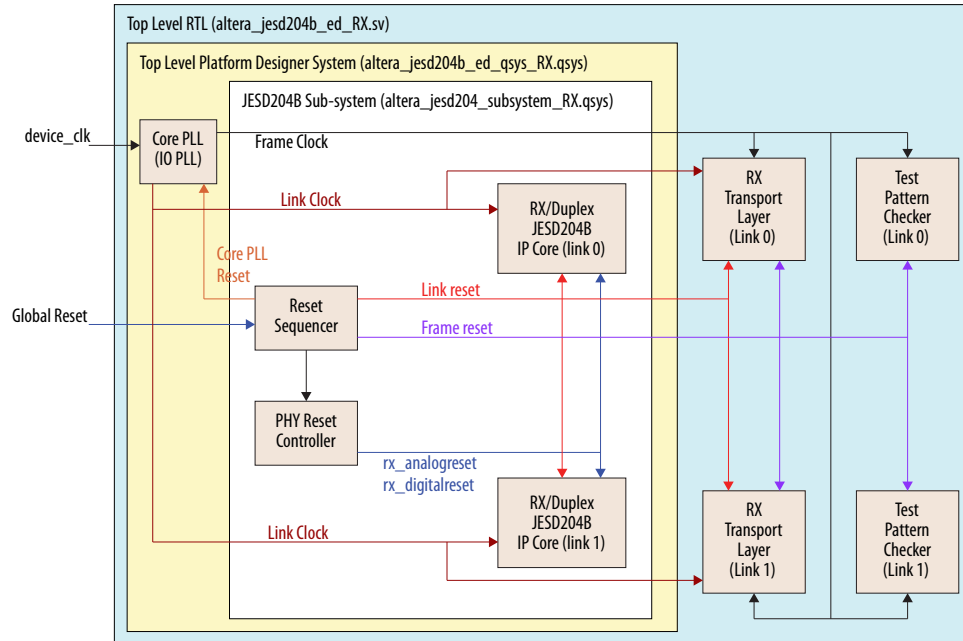 Top Level RTL (altera_jesd204b_ed_RX.sv)
Top Level Platform Designer System (altera_jesd204b_ed_qsys_RX.qsys)
JESD204B Sub-system (altera_jesd204_subsystem_RX.qsys)
device_clk
Core PLL
(IO PLL)
Frame Clock
RX
Transport
Layer
(Link 0)
Test
Pattern
Checker
(Link 0)
Link Clock
RX/Duplex
JESD204B
IP Core (link 0)
Core PLL
Reset
Global Reset
Reset
Sequencer
Link reset
Frame reset
PHY Reset
Controller
rx_analogreset
rx_digitalreset
RX/Duplex
JESD204B
IP Core (link 1)
Link Clock
RX
Transport
Layer
(Link 1)
Test
Pattern
Checker
(Link 1)